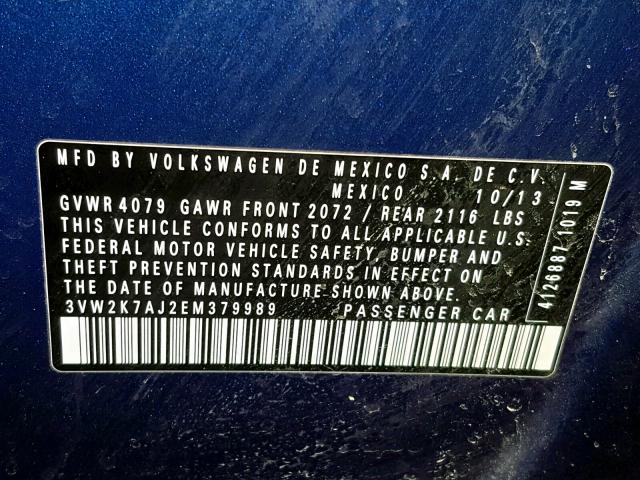 MFD BY VOLKSWAGEN DE MEXICO S.A. DE C.V.
MEXICO 10/13
GVWR 4079 GAWR FRONT 2072 / REAR 2116 LBS
THIS VEHICLE CONFORMS TO ALL APPLICABLE U.S.
FEDERAL MOTOR VEHICLE SAFETY, BUMPER AND
THEFT PREVENTION STANDARDS IN EFFECT ON
THE DATE OF MANUFACTURE SHOWN ABOVE.
3VW2K7AJ2EM379989 PASSENGER CAR
4126887/1019 M